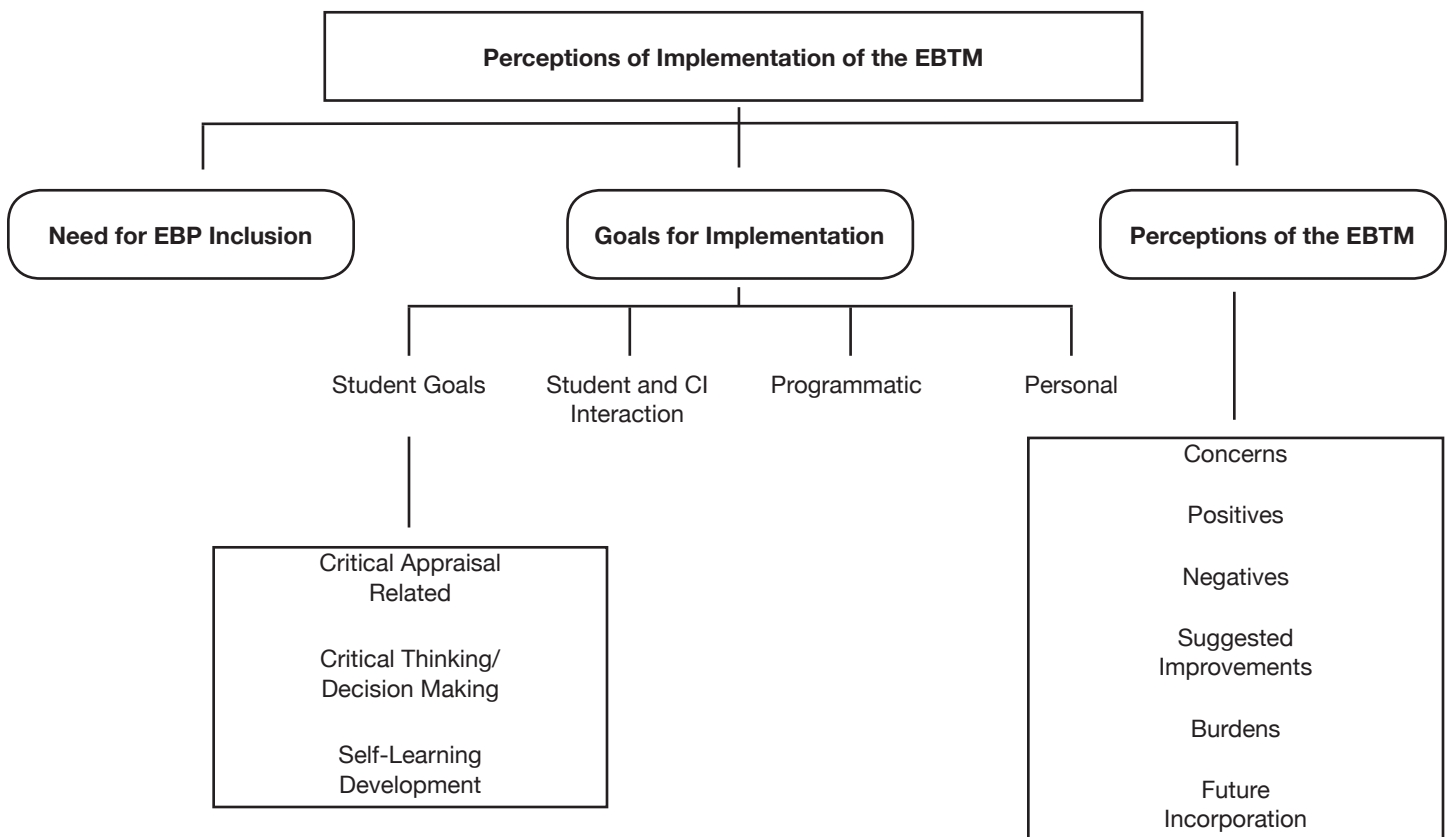 Perceptions of Implementation of the EBTM
Need for EBP Inclusion
Goals for Implementation
Perceptions of the EBTM
Student Goals
Student and CI
Interaction
Programmatic
Personal
Critical Appraisal
Related
Critical Thinking/
Decision Making
Self-Learning
Development
Concerns
Positives
Negatives
Suggested
Improvements
Burdens
Future
Incorporation